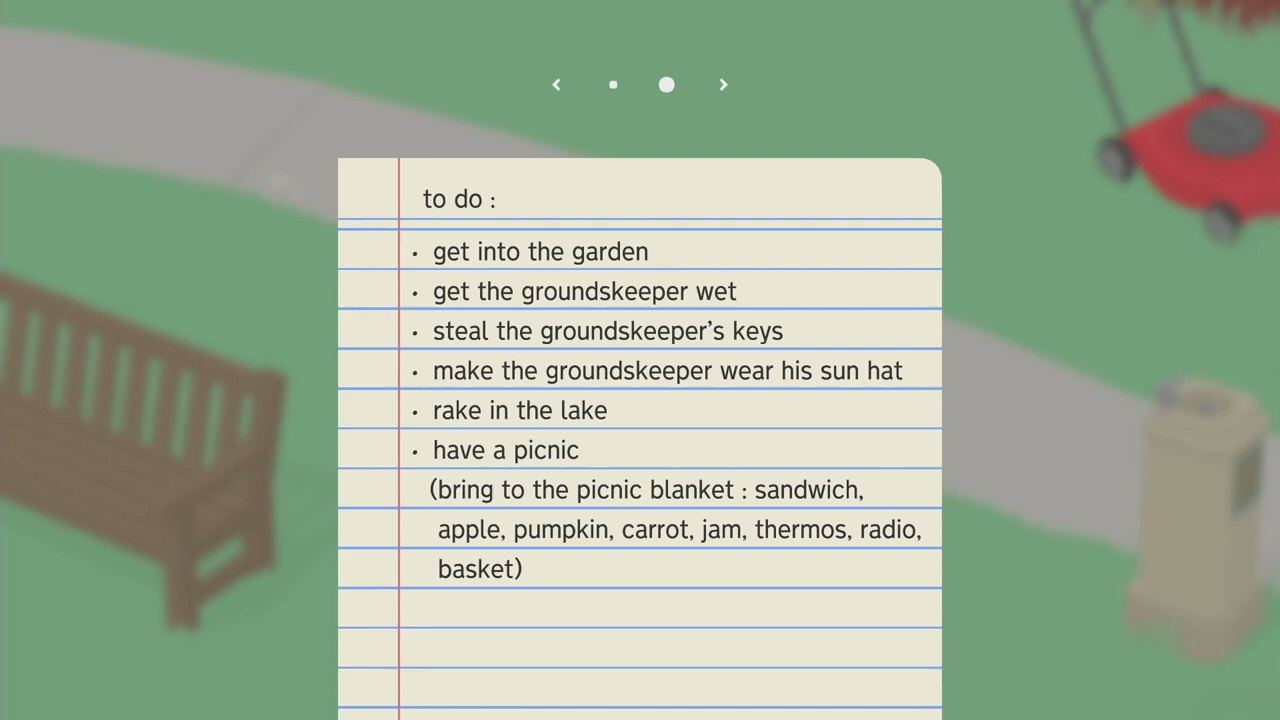 to do :
· get into the garden
· get the groundskeeper wet
· steal the groundskeeper’s keys
· make the groundskeeper wear his sun hat
· rake in the lake
· have a picnic
(bring to the picnic blanket : sandwich,
apple, pumpkin, carrot, jam, thermos, radio,
basket)